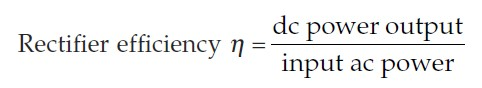 Rectifier efficiency η = dc power output / input ac power